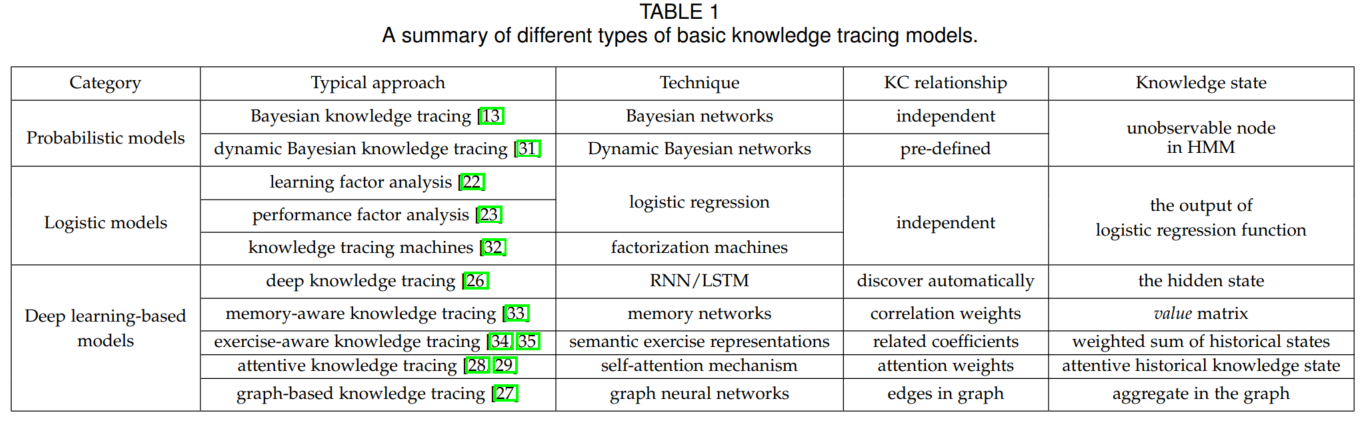 TABLE 1
A summary of different types of basic knowledge tracing models.
Category Typical approach Technique KC relationship Knowledge state
Probabilistic models
Bayesian knowledge tracing [13] Bayesian networks independent
dynamic Bayesian knowledge tracing [31] Dynamic Bayesian networks pre-defined
unobservable node
in HMM
Logistic models
learning factor analysis [22]
performance factor analysis [23]
logistic regression
knowledge tracing machines [32] factorization machines
independent
the output of
logistic regression function
Deep learning-based
models
deep knowledge tracing [26] RNN/LSTM discover automatically the hidden state
memory-aware knowledge tracing [33] memory networks correlation weights value matrix
exercise-aware knowledge tracing [34, 35] semantic exercise representations related coefficients weighted sum of historical states
attentive knowledge tracing [28, 29] self-attention mechanism attention weights attentive historical knowledge state
graph-based knowledge tracing [27] graph neural networks edges in graph aggregate in the graph